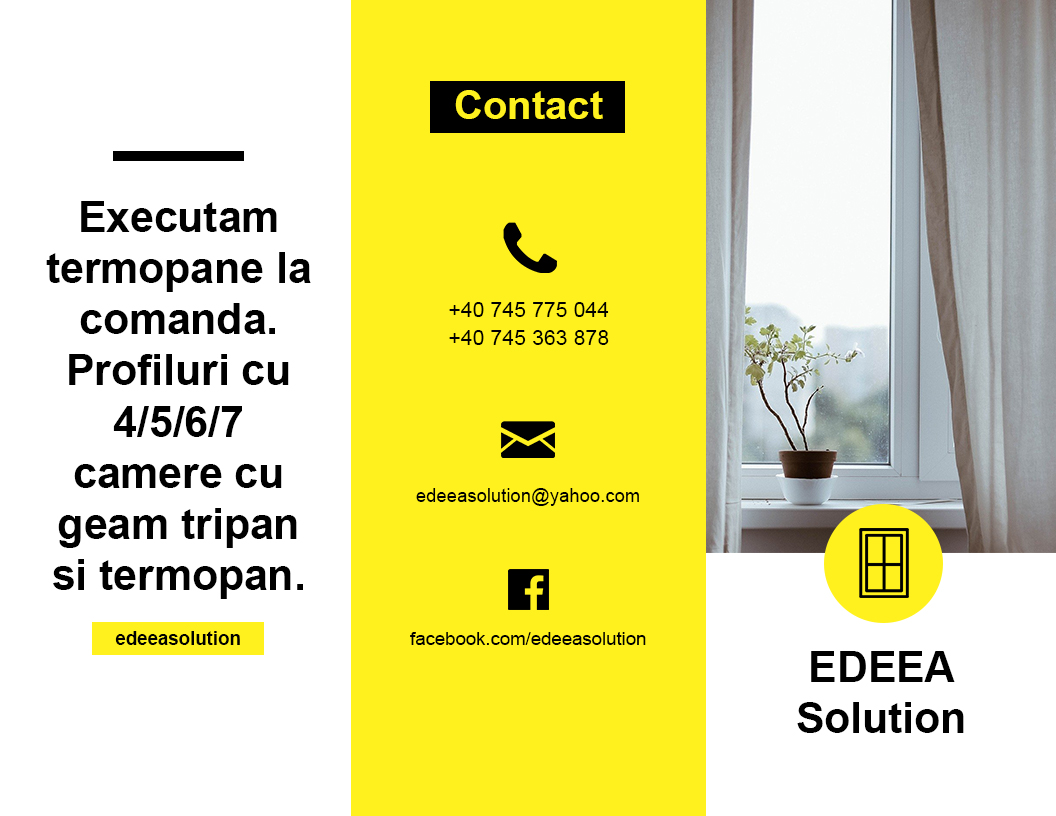 Executam
termopane la
comanda.
Profiluri cu
4/5/6/7
camere cu
geam tripan
si termopan.
edeeasolution
Contact
+40 745 775 044
+40 745 363 878
edeeasolution@yahoo.com
facebook.com/edeeasolution
EDEEA
Solution